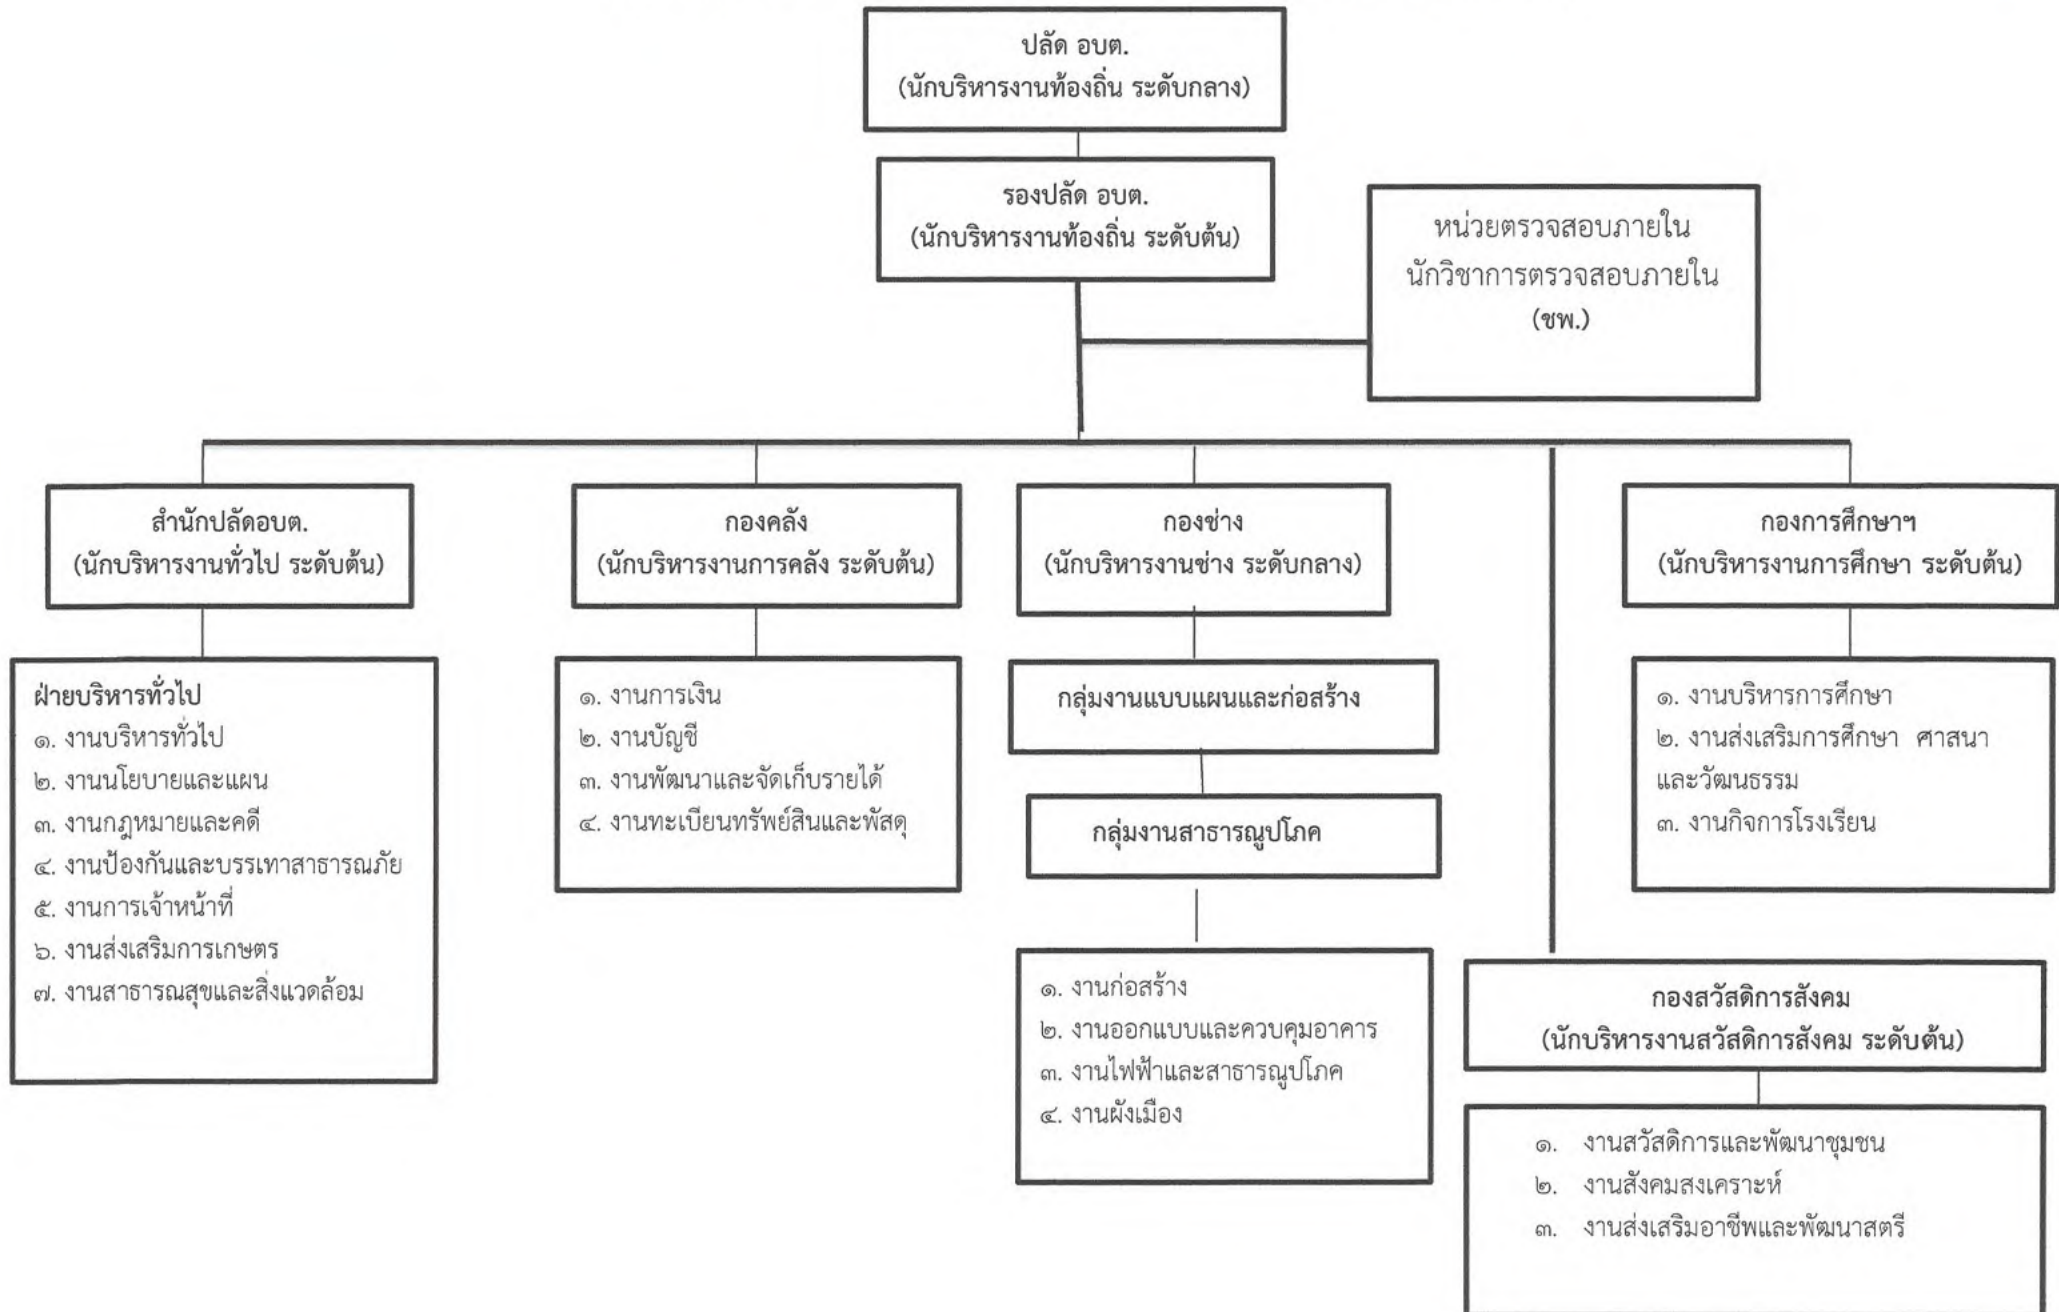 ปลัด อบต.
(นักบริหารงานท้องถิ่น ระดับกลาง)
รองปลัด อบต.
(นักบริหารงานท้องถิ่น ระดับต้น)
หน่วยตรวจสอบภายใน
นักวิชาการตรวจสอบภายใน
(ชพ.)
สำนักปลัดอบต.
(นักบริหารงานทั่วไป ระดับต้น)
ฝ่ายบริหารทั่วไป
๑. งานบริหารทั่วไป
๒. งานนโยบายและแผน
๓. งานกฎหมายและคดี
๔. งานป้องกันและบรรเทาสาธารณภัย
๕. งานการเจ้าหน้าที่
๖. งานส่งเสริมการเกษตร
๗. งานสาธารณสุขและสิ่งแวดล้อม
กองคลัง
(นักบริหารงานการคลัง ระดับต้น)
๑. งานการเงิน
๒. งานบัญชี
๓. งานพัฒนาและจัดเก็บรายได้
๔. งานทะเบียนทรัพย์สินและพัสดุ
กองช่าง
(นักบริหารงานช่าง ระดับกลาง)
กลุ่มงานแบบแผนและก่อสร้าง
กลุ่มงานสาธารณูปโภค
๑. งานก่อสร้าง
๒. งานออกแบบและควบคุมอาคาร
๓. งานไฟฟ้าและสาธารณูปโภค
๔. งานผังเมือง
กองการศึกษาฯ
(นักบริหารงานการศึกษา ระดับต้น)
๑. งานบริหารการศึกษา
๒. งานส่งเสริมการศึกษา ศาสนา
และวัฒนธรรม
๓. งานกิจการโรงเรียน
กองสวัสดิการสังคม
(นักบริหารงานสวัสดิการสังคม ระดับต้น)
๑. งานสวัสดิการและพัฒนาชุมชน
๒. งานสังคมสงเคราะห์
๓. งานส่งเสริมอาชีพและพัฒนาสตรี